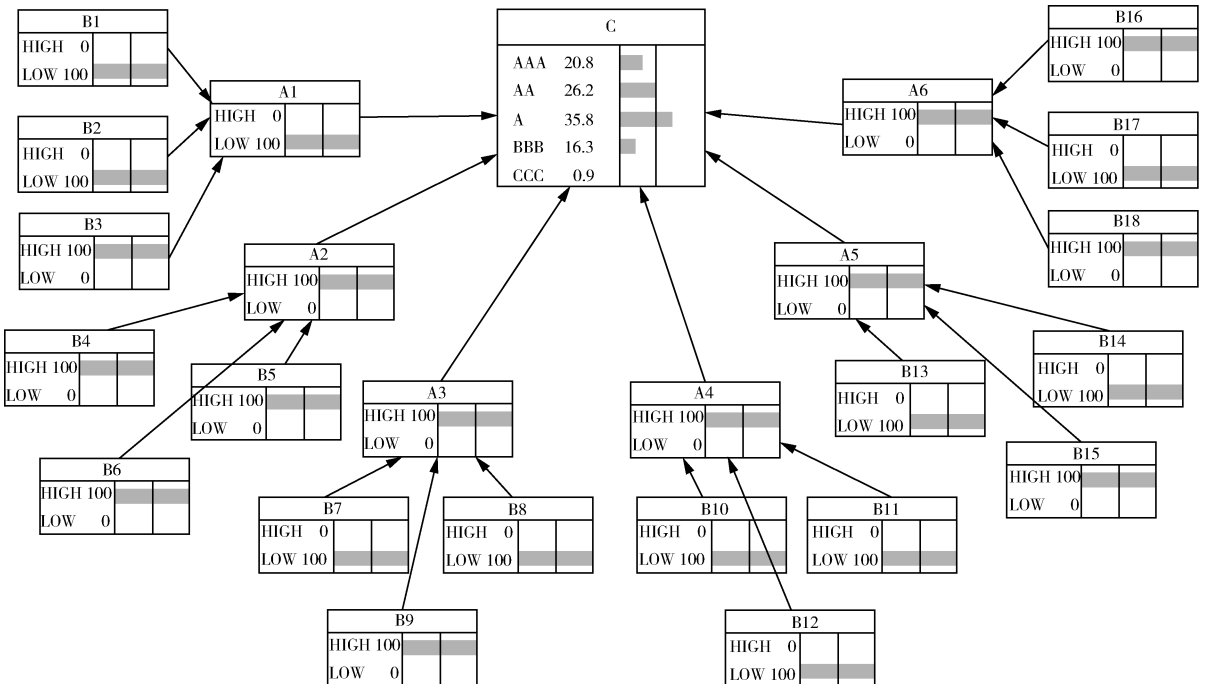 B1
HIGH 0
LOW 100
B2
HIGH 0
LOW 100
B3
HIGH 100
LOW 0
A1
HIGH 0
LOW 100
C
AAA 20.8
AA 26.2
A 35.8
BBB 16.3
CCC 0.9
A6
HIGH 100
LOW 0
B16
HIGH 100
LOW 0
B17
HIGH 0
LOW 100
B18
HIGH 100
LOW 0
A2
HIGH 100
LOW 0
A5
HIGH 100
LOW 0
B4
HIGH 100
LOW 0
B5
HIGH 100
LOW 0
B6
HIGH 100
LOW 0
A3
HIGH 100
LOW 0
A4
HIGH 100
LOW 0
B13
HIGH 0
LOW 100
B14
HIGH 0
LOW 100
B15
HIGH 100
LOW 0
B7
HIGH 0
LOW 100
B8
HIGH 0
LOW 100
B9
HIGH 100
LOW 0
B10
HIGH 0
LOW 100
B11
HIGH 0
LOW 100
B12
HIGH 0
LOW 100